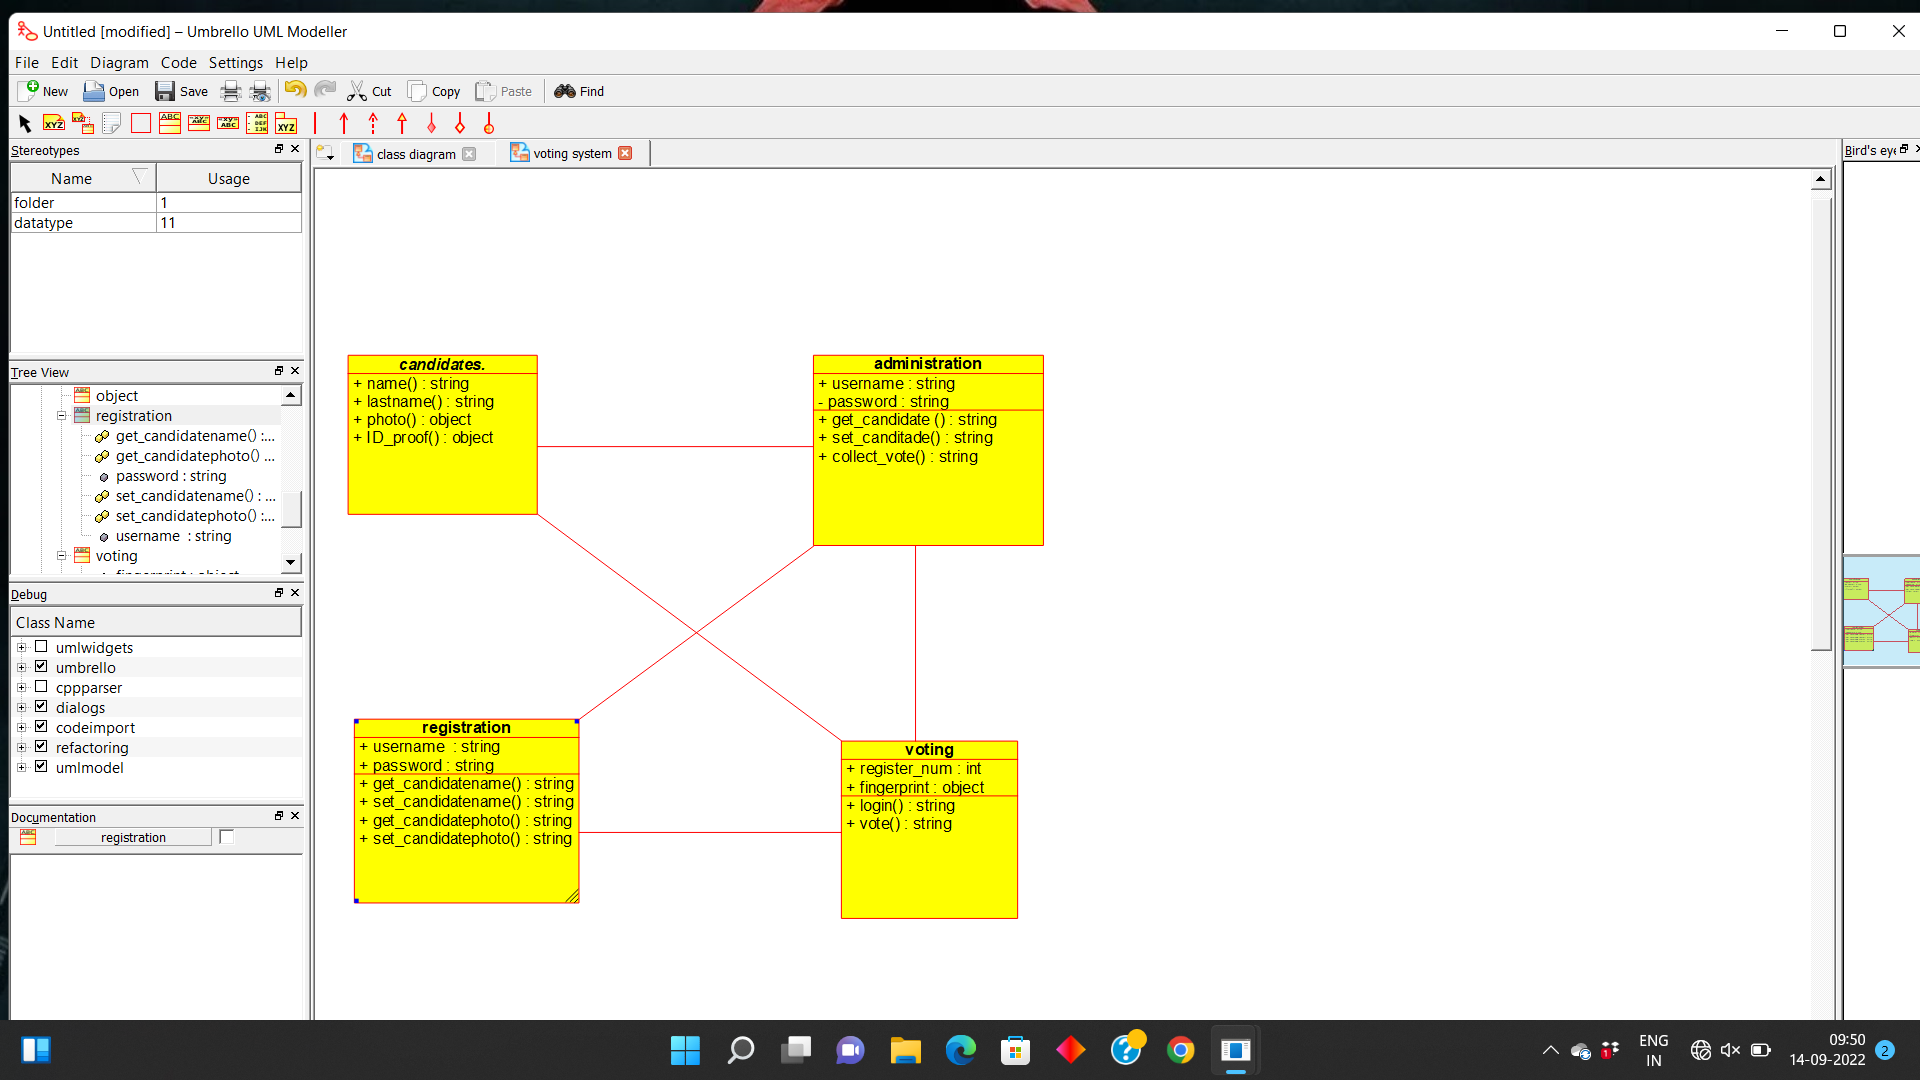 Untitled [modified] – Umbrello UML Modeller
File Edit Diagram Code Settings Help
New Open Save Cut Copy Paste Find
Stereotypes
Name Usage
folder 1
datatype 11
Tree View
object
registration
get_candidatename() :...
get_candidatephoto() ...
password : string
set_candidatename() : ...
set_candidatephoto() :...
username : string
voting
fingerprint : object
Debug
Class Name
umlwidgets
umbrello
cppparser
dialogs
codeimport
refactoring
umlmodel
Documentation
registration
class diagram
voting system
Bird's eye
candidates.
+ name() : string
+ lastname() : string
+ photo() : object
+ ID_proof() : object
administration
+ username : string
- password : string
+ get_candidate () : string
+ set_canditade() : string
+ collect_vote() : string
registration
+ username : string
+ password : string
+ get_candidatename() : string
+ set_candidatename() : string
+ get_candidatephoto() : string
+ set_candidatephoto() : string
voting
+ register_num : int
+ fingerprint : object
+ login() : string
+ vote() : string
ENG
IN
09:50
14-09-2022
2